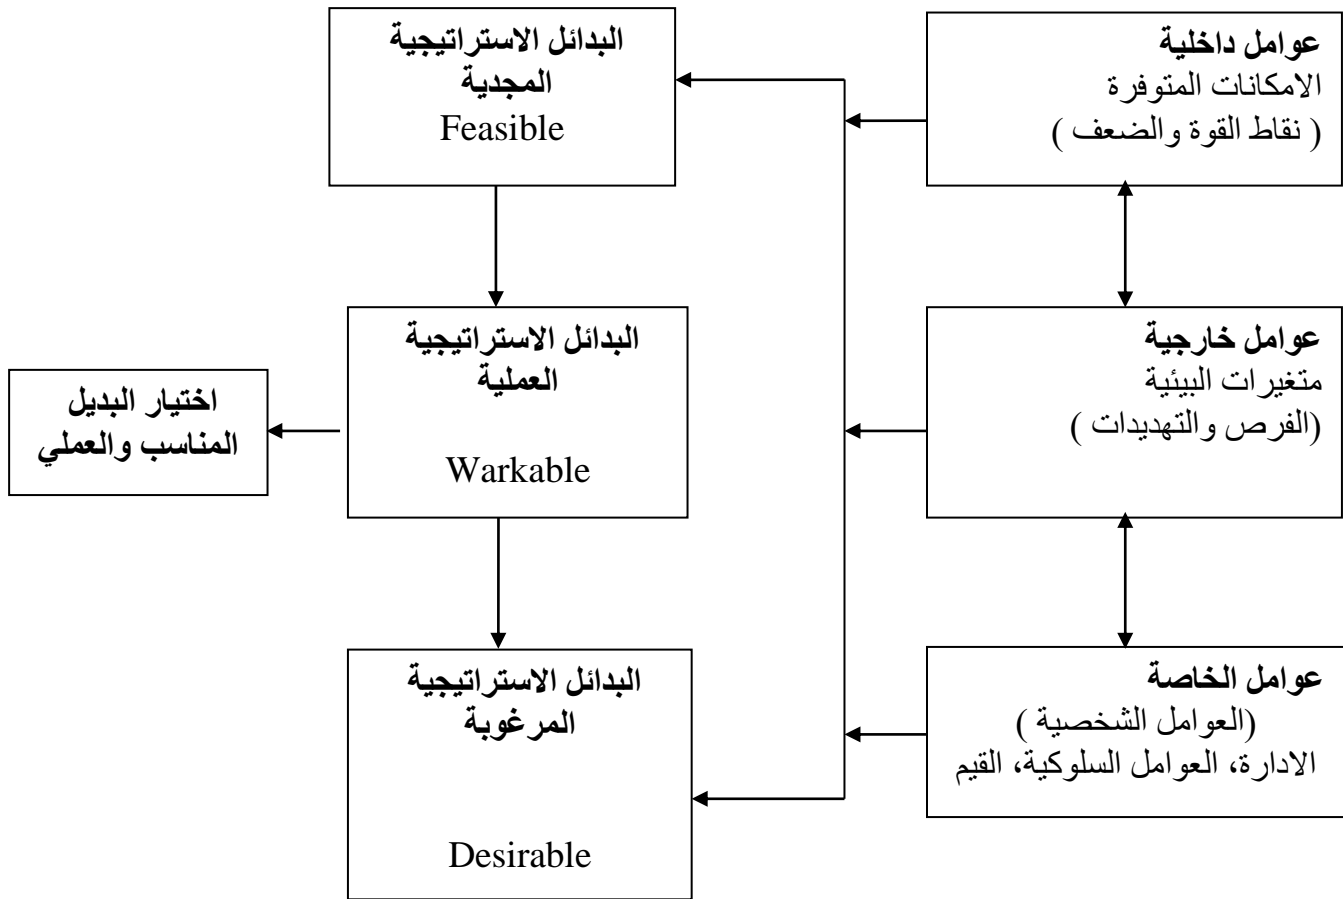 عوامل داخلية
الامكانات المتوفرة
( نقاط القوة والضعف )
البدائل الاستراتيجية
المجدية
Feasible
عوامل خارجية
متغيرات البيئية
(الفرص والتهديدات )
البدائل الاستراتيجية
العملية
Warkable
اختيار البديل
المناسب والعملي
عوامل الخاصة
(العوامل الشخصية )
الادارة، العوامل السلوكية، القيم
البدائل الاستراتيجية
المرغوبة
Desirable